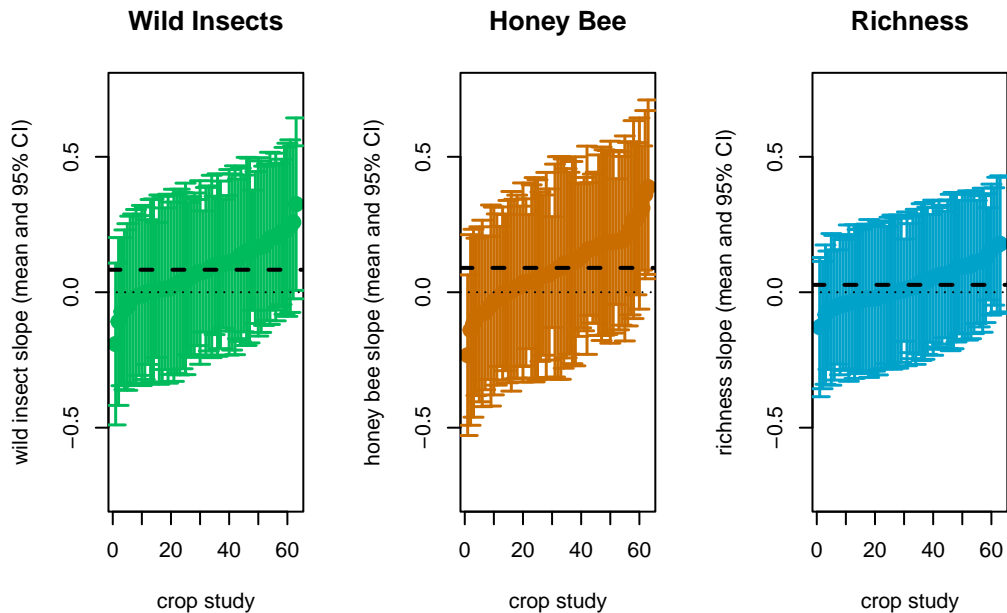 Wild Insects
wild insect slope (mean and 95% CI)
0.5
0.0
−0.5
0 20 40 60
crop study
Honey Bee
honey bee slope (mean and 95% CI)
0.5
0.0
−0.5
0 20 40 60
crop study
Richness
richness slope (mean and 95% CI)
0.5
0.0
−0.5
0 20 40 60
crop study